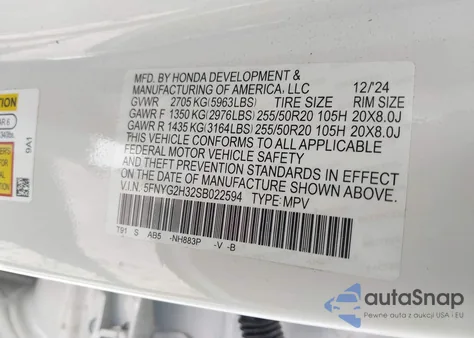 MFD. BY HONDA DEVELOPMENT &
MANUFACTURING OF AMERICA, LLC 12/'24
GVWR 2705 KG(5963LBS) TIRE SIZE RIM SIZE
GAWR F 1350 KG(2976LBS) 255/50R20 105H 20X8.0J
GAWR R 1435 KG(3164LBS) 255/50R20 105H 20X8.0J
THIS VEHICLE CONFORMS TO ALL APPLICABLE
FEDERAL MOTOR VEHICLE SAFETY
AND THEFT PREVENTION STANDARDS IN EFFECT
ON THE DATE OF MANUFACTURE SHOWN ABOVE.
V.I.N. 5FNYG2H32SB022594 TYPE: MPV
T91 S AB5 -NH883P -V -B
9A1
autoSnap
Pewne auta z aukcji USA i EU